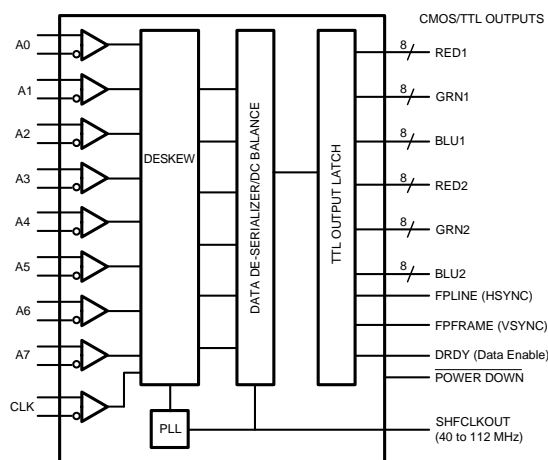 CMOS/TTL OUTPUTS
A0
A1
A2
A3
A4
A5
A6
A7
CLK
DESKEW
PLL
DATA DE-SERIALIZER/DC BALANCE
TTL OUTPUT LATCH
8 RED1
8 GRN1
8 BLU1
8 RED2
8 GRN2
8 BLU2
FPLINE (HSYNC)
FPFRAME (VSYNC)
DRDY (Data Enable)
POWER DOWN
SHFCLKOUT
(40 to 112 MHz)